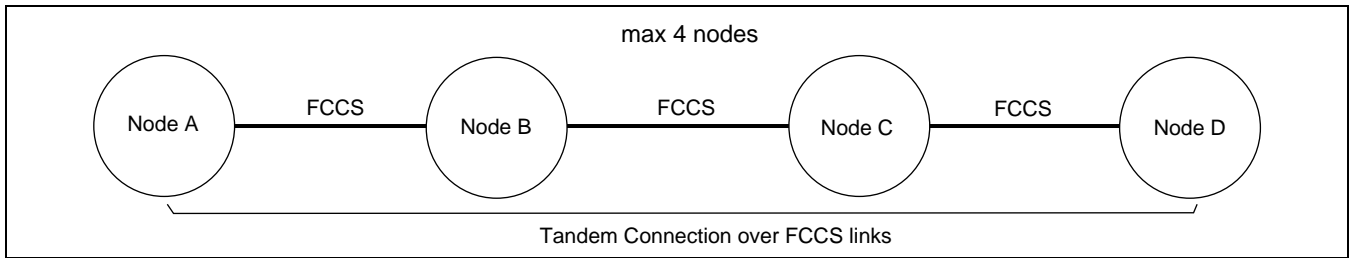 max 4 nodes
FCCS FCCS FCCS
Node A Node B Node C Node D
Tandem Connection over FCCS links